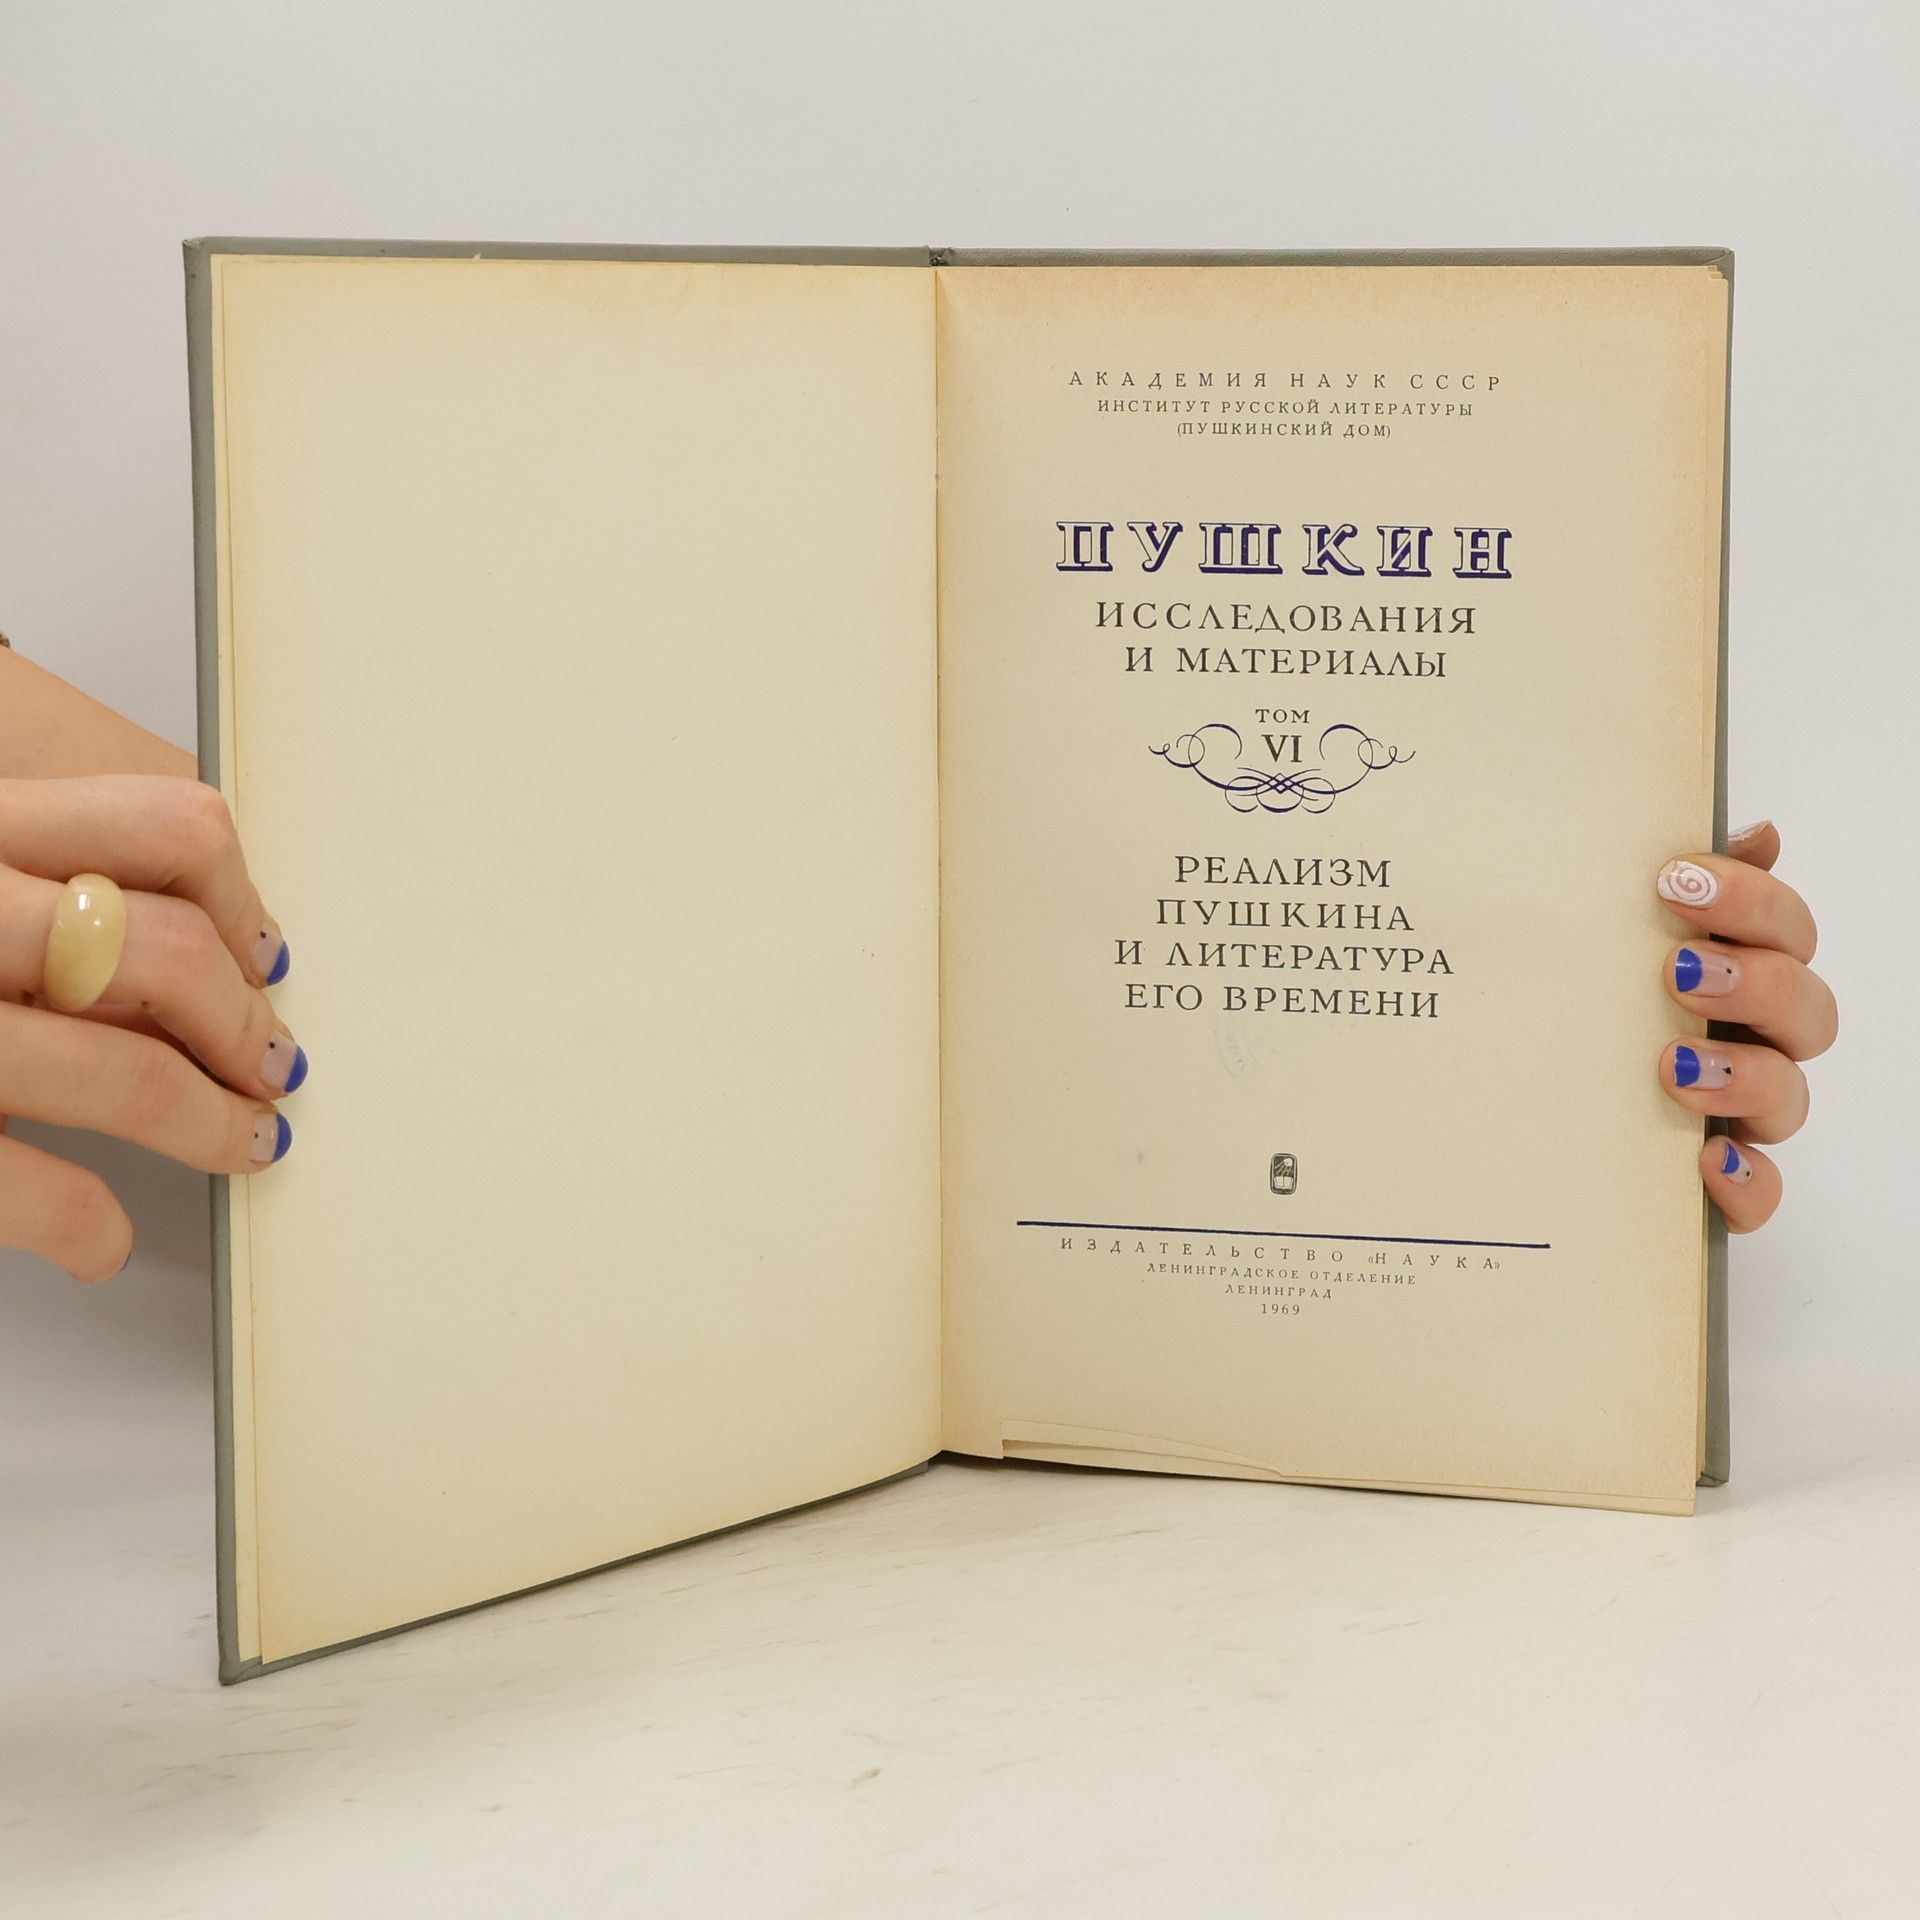 АКАДЕМИЯ НАУК СССР
ИНСТИТУТ РУССКОЙ ЛИТЕРАТУРЫ
(ПУШКИНСКИЙ ДОМ)
ПУШКИН
ИССЛЕДОВАНИЯ
И МАТЕРИАЛЫ
ТОМ
VI
РЕАЛИЗМ
ПУШКИНА
И ЛИТЕРАТУРА
ЕГО ВРЕМЕНИ
ИЗДАТЕЛЬСТВО «НАУКА»
ЛЕНИНГРАДСКОЕ ОТДЕЛЕНИЕ
ЛЕНИНГРАД
1969